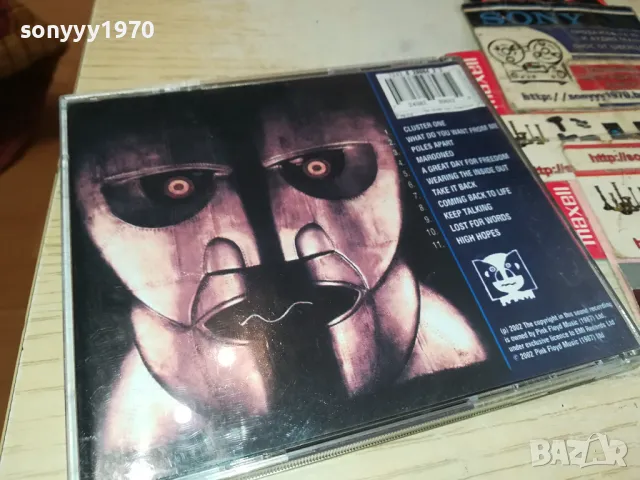 sonyyy1970
SONY
http://sonyyy1970.b
maxell
http://so
http://
maxell
CLUSTER ONE
WHAT DO YOU WANT FROM ME
POLES APART
MAROONED
A GREAT DAY FOR FREEDOM
WEARING THE INSIDE OUT
TAKE IT BACK
COMING BACK TO LIFE
KEEP TALKING
LOST FOR WORDS
HIGH HOPES
4.
5.
6.
7.
8.
9.
10.
11.
(p) 2002 The copyright in this sound recording
is owned by Pink Floyd Music (1987) Ltd.
under exclusive licence to EMI Records Ltd
© 2002 Pink Floyd Music (1987) Ltd
BAZAR
bg